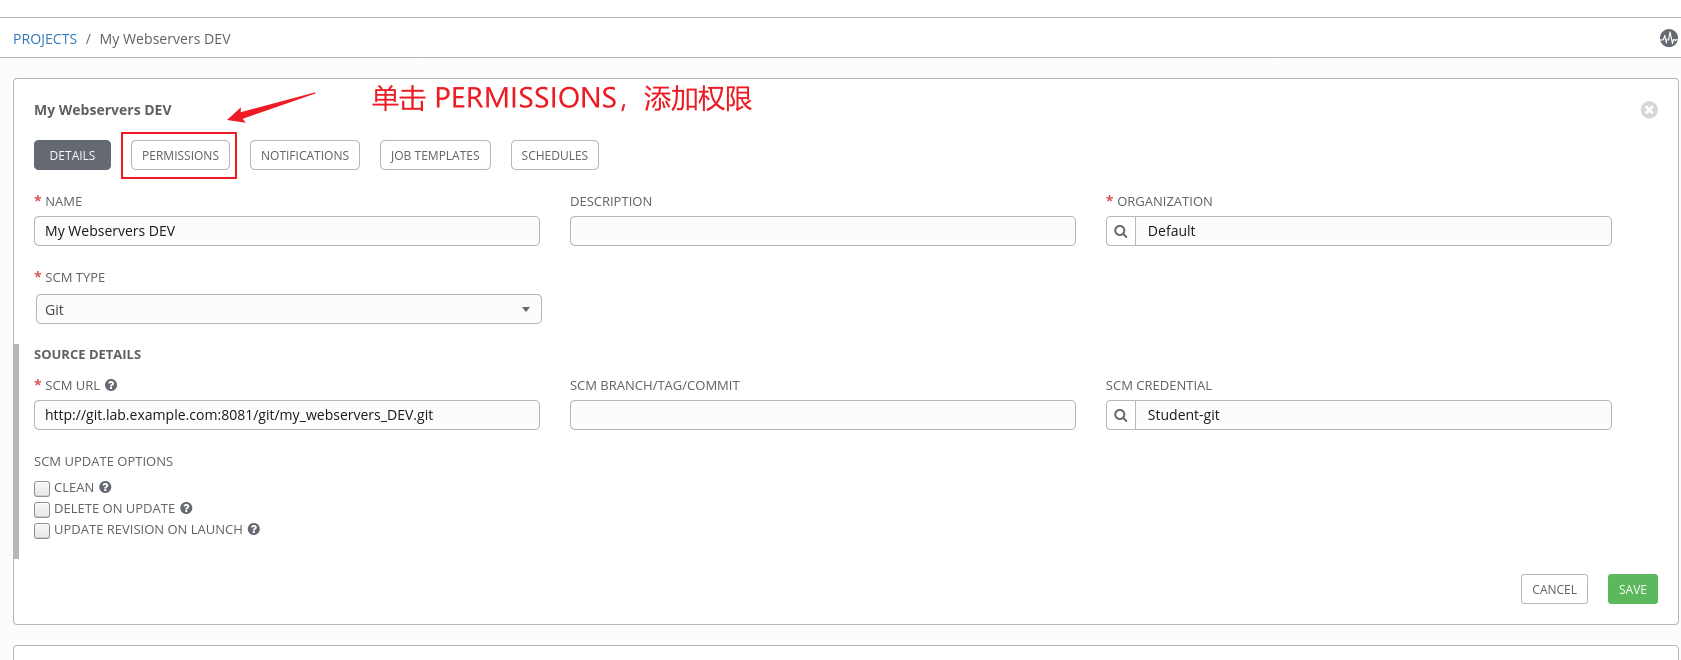 PROJECTS / My Webservers DEV
单击 PERMISSIONS，添加权限
My Webservers DEV
DETAILS PERMISSIONS NOTIFICATIONS JOB TEMPLATES SCHEDULES
* NAME DESCRIPTION * ORGANIZATION
My Webservers DEV Default
* SCM TYPE
Git
SOURCE DETAILS
* SCM URL ? SCM BRANCH/TAG/COMMIT SCM CREDENTIAL
http://git.lab.example.com:8081/git/my_webservers_DEV.git Student-git
SCM UPDATE OPTIONS
CLEAN ?
DELETE ON UPDATE ?
UPDATE REVISION ON LAUNCH ?
CANCEL SAVE